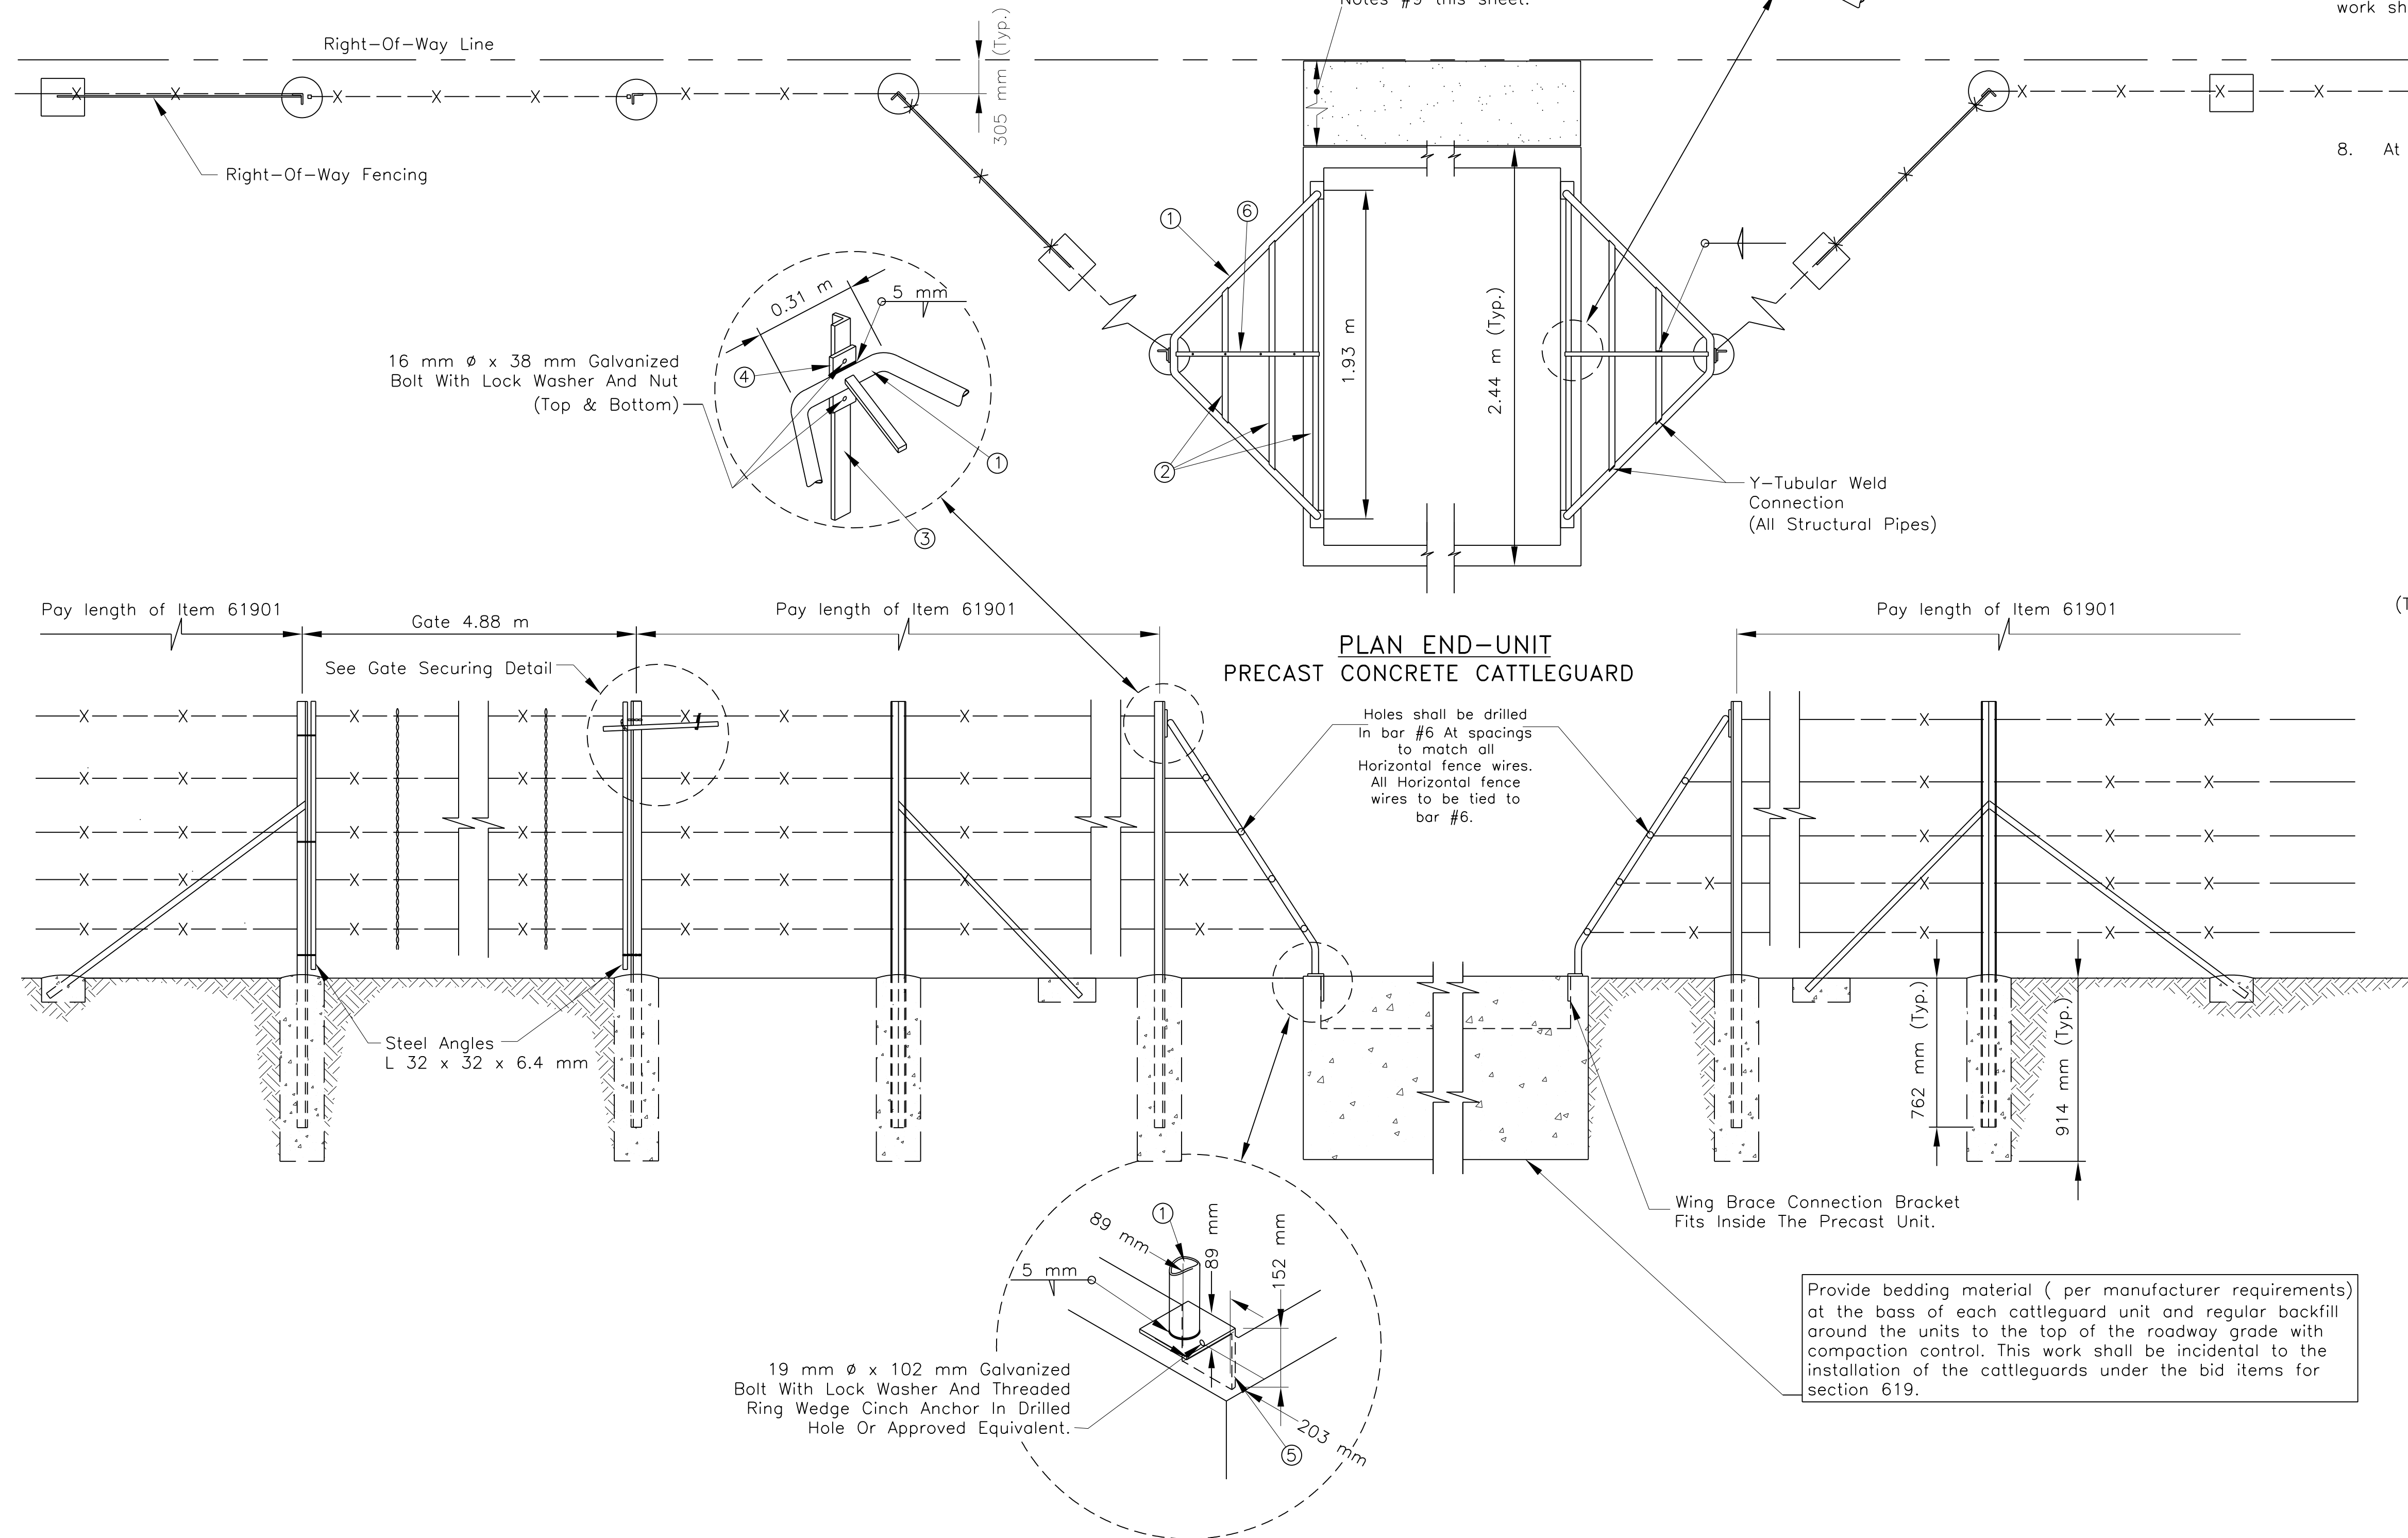 Notes #5 this sheet.
work sh
Right-Of-Way Line
305 mm (Typ.)
8. At
Right-Of-Way Fencing
1
6
0.31 m
5 mm
16 mm ø x 38 mm Galvanized
Bolt With Lock Washer And Nut
(Top & Bottom)
4
1
3
2
1.93 m
2.44 m (Typ.)
Y-Tubular Weld
Connection
(All Structural Pipes)
Pay length of Item 61901
Gate 4.88 m
Pay length of Item 61901
Pay length of Item 61901
(T
PLAN END-UNIT
PRECAST CONCRETE CATTLEGUARD
See Gate Securing Detail
Holes shall be drilled
In bar #6 At spacings
to match all
Horizontal fence wires.
All Horizontal fence
wires to be tied to
bar #6.
Steel Angles
L 32 x 32 x 6.4 mm
762 mm (Typ.)
914 mm (Typ.)
Wing Brace Connection Bracket
Fits Inside The Precast Unit.
1
89 mm
89 mm
152 mm
5 mm
19 mm ø x 102 mm Galvanized
Bolt With Lock Washer And Threaded
Ring Wedge Cinch Anchor In Drilled
Hole Or Approved Equivalent.
203 mm
5
Provide bedding material ( per manufacturer requirements)
at the bass of each cattleguard unit and regular backfill
around the units to the top of the roadway grade with
compaction control. This work shall be incidental to the
installation of the cattleguards under the bid items for
section 619.